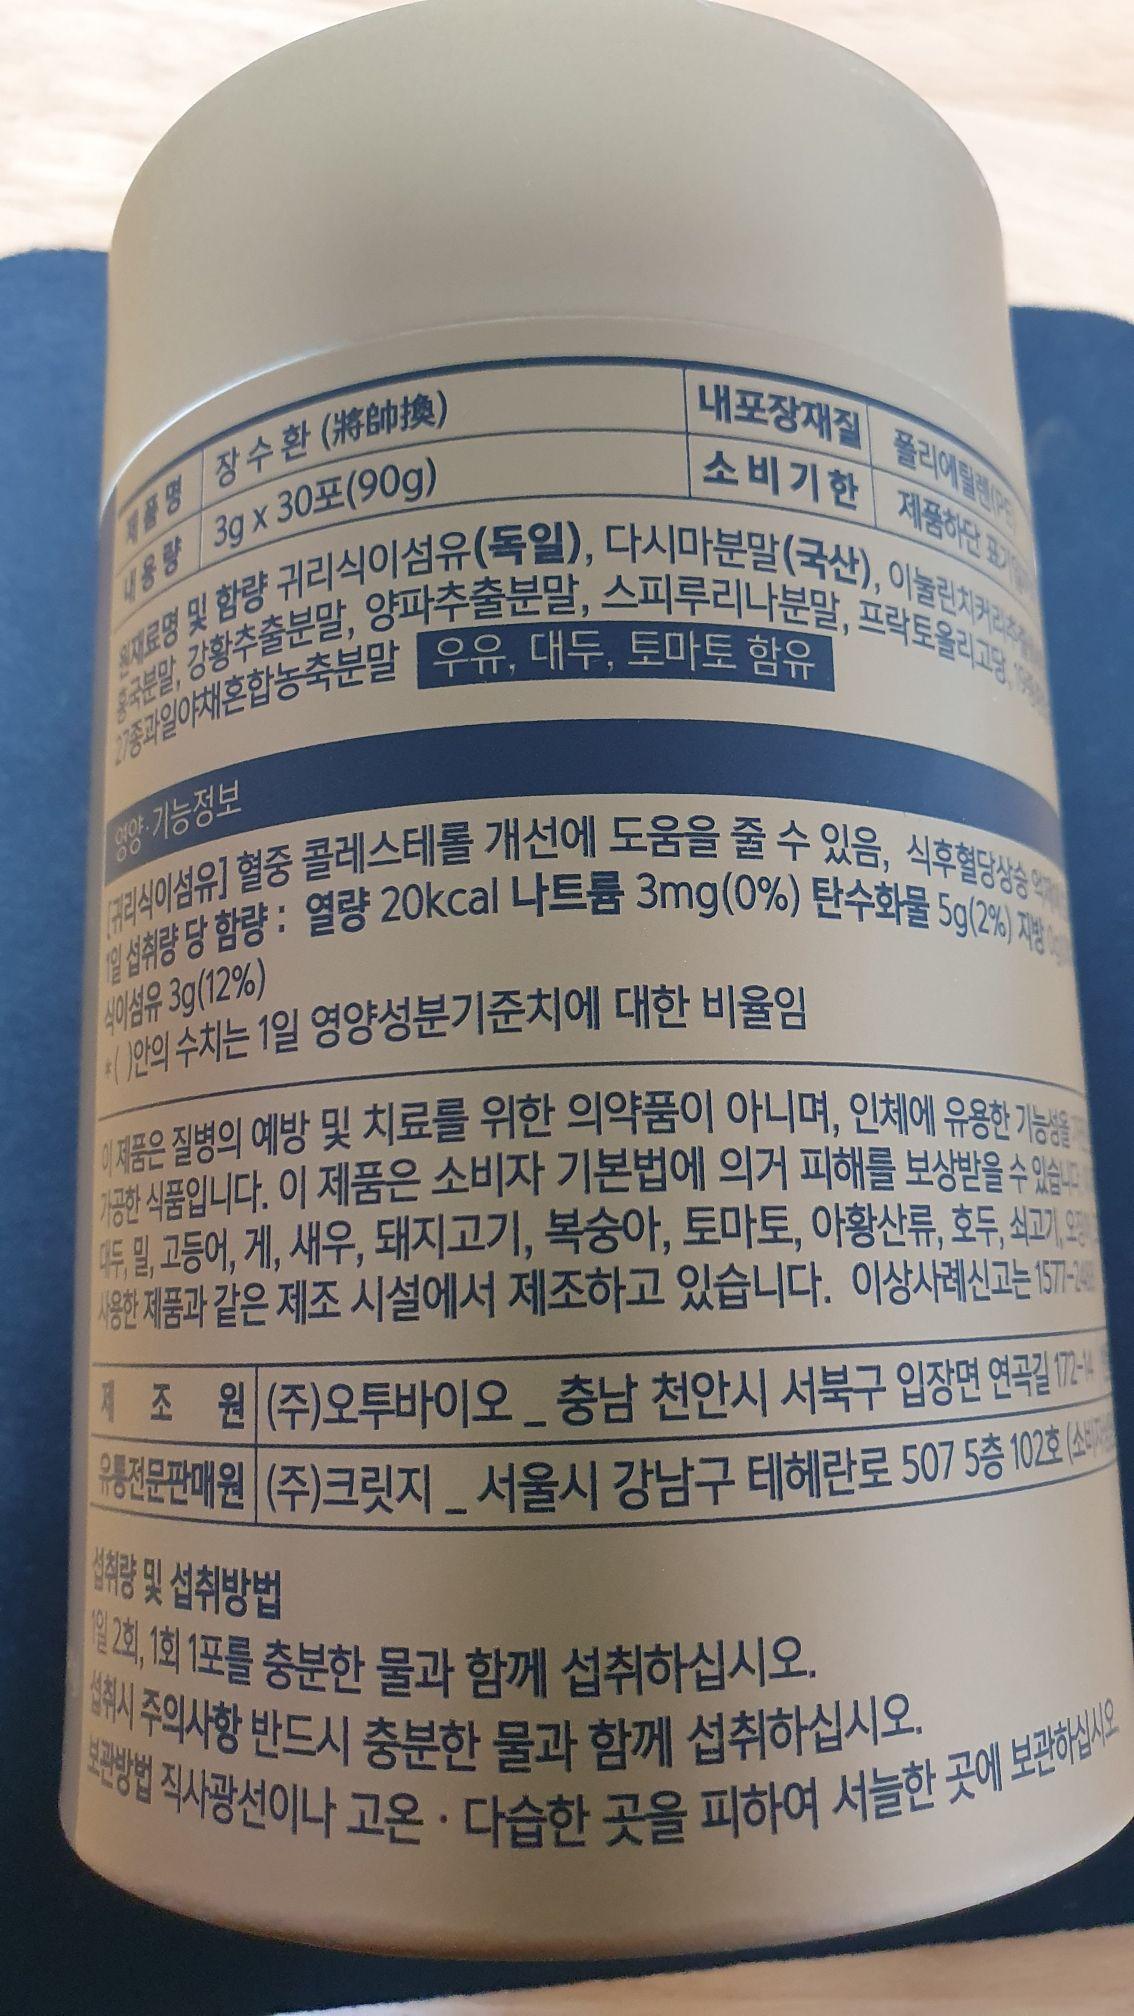 제품명 장수환 (將帥換) 내포장재질 폴리에틸렌(PE)
내용량 3g x 30포(90g) 소비기한 제품하단 표기일까지
원재료명 및 함량 귀리식이섬유(독일), 다시마분말(국산), 이눌린치커리추출
홍국분말, 강황추출분말, 양파추출분말, 스피루리나분말, 프락토올리고당,
27종과일야채혼합농축분말 우유, 대두, 토마토 함유
영양·기능정보
[귀리식이섬유] 혈중 콜레스테롤 개선에 도움을 줄 수 있음, 식후혈당상승
1일 섭취량 당 함량 : 열량 20kcal 나트륨 3mg(0%) 탄수화물 5g(2%) 지방
식이섬유 3g(12%)
*( )안의 수치는 1일 영양성분기준치에 대한 비율임
이 제품은 질병의 예방 및 치료를 위한 의약품이 아니며, 인체에 유용한 기능성을
가공한 식품입니다. 이 제품은 소비자 기본법에 의거 피해를 보상받을 수 있습니다.
대두, 밀, 고등어, 게, 새우, 돼지고기, 복숭아, 토마토, 아황산류, 호두, 쇠고기,
사용한 제품과 같은 제조 시설에서 제조하고 있습니다. 이상사례신고는 1577-
제 조 원 (주)오투바이오 _ 충남 천안시 서북구 입장면 연곡길 172-14
유통전문판매원 (주)크릿지 _ 서울시 강남구 테헤란로 507 5층 102호
섭취량 및 섭취방법
1일 2회, 1회 1포를 충분한 물과 함께 섭취하십시오.
섭취시 주의사항 반드시 충분한 물과 함께 섭취하십시오.
보관방법 직사광선이나 고온 · 다습한 곳을 피하여 서늘한 곳에 보관하십시오